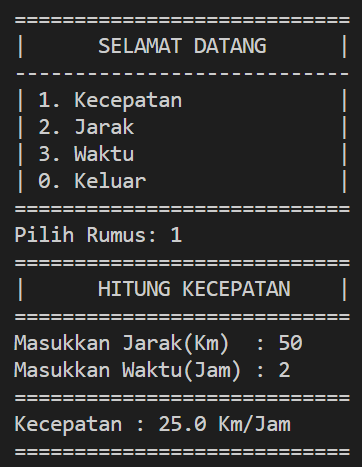 ============================
|      SELAMAT DATANG      |
----------------------------
| 1. Kecepatan             |
| 2. Jarak                 |
| 3. Waktu                 |
| 0. Keluar                |
============================
Pilih Rumus: 1
============================
|      HITUNG KECEPATAN    |
============================
Masukkan Jarak(Km)  : 50
Masukkan Waktu(Jam) : 2
============================
Kecepatan : 25.0 Km/Jam
============================